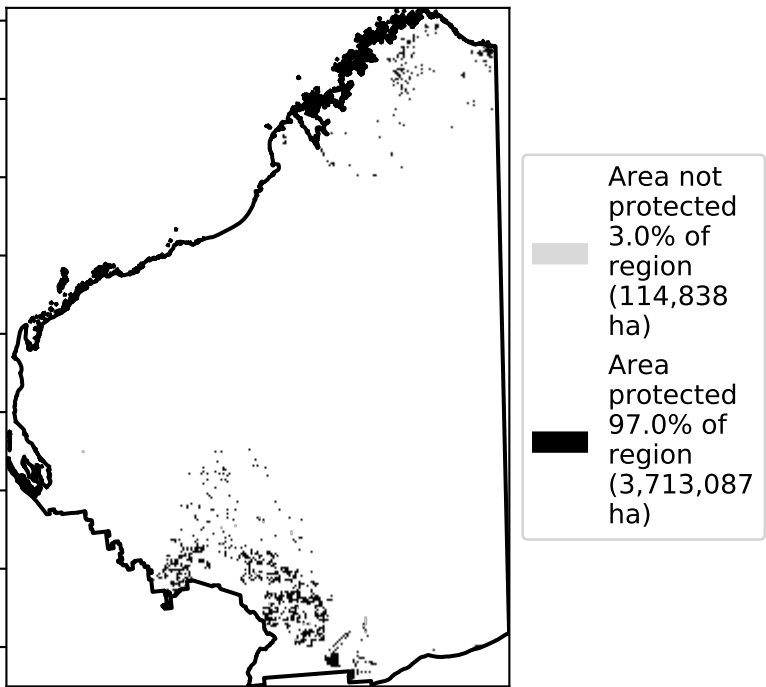 Area not
protected
3.0% of
region
(114,838
ha)
Area
protected
97.0% of
region
(3,713,087
ha)